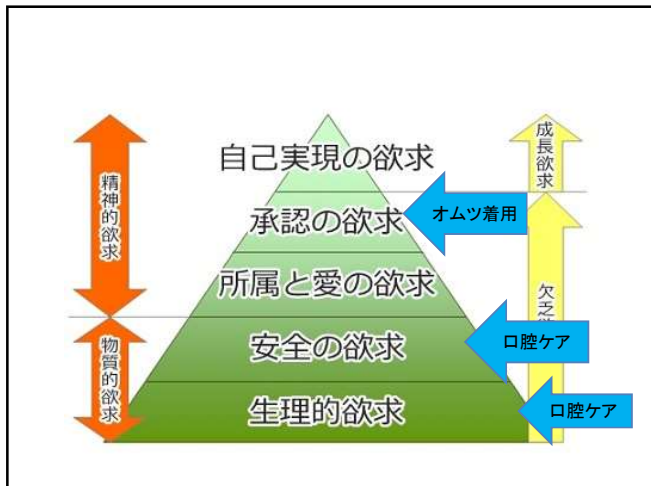 自己実現の欲求
承認の欲求
所属と愛の欲求
安全の欲求
生理的欲求
精神的欲求
物質的欲求
成長欲求
欠乏
オムツ着用
口腔ケア
口腔ケア